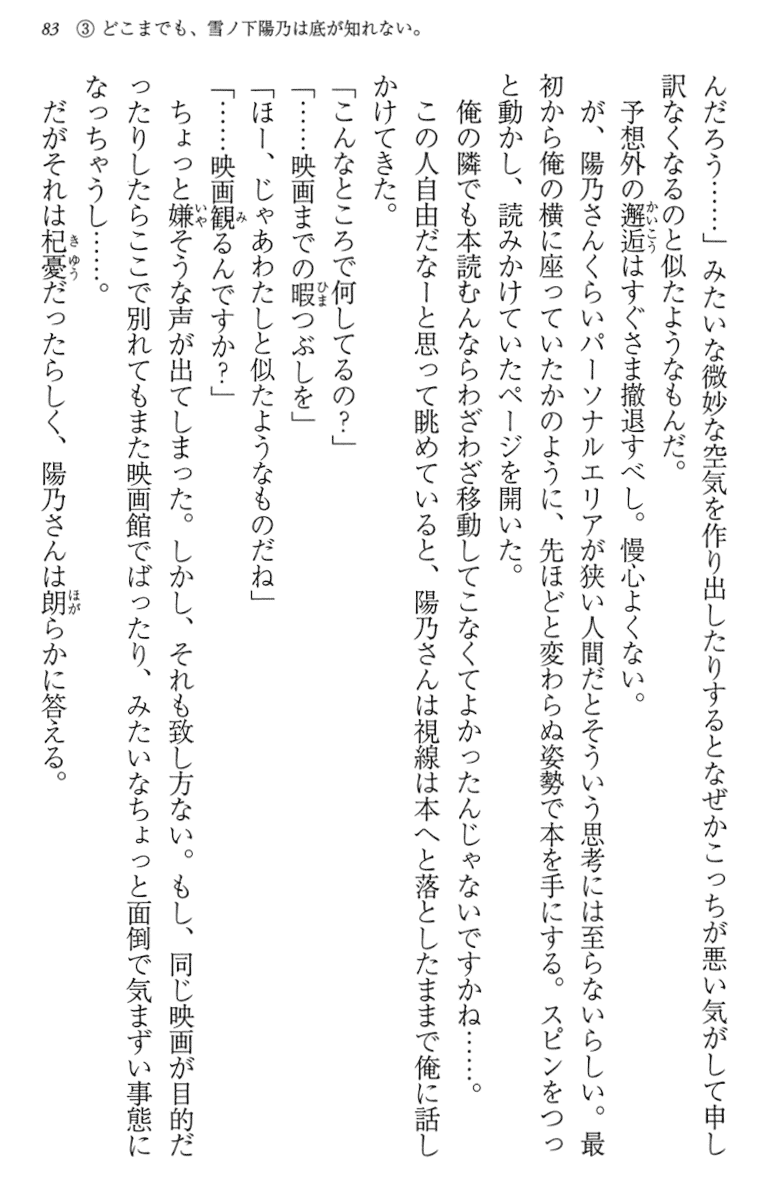 83　③ どこまでも、雪ノ下陽乃は底が知れない。
んだろう……」みたいな微妙な空気を作り出したりするとなぜかこっちが悪い気がして申し
訳なくなるのと似たようなもんだ。
　予想外の邂逅はすぐさま撤退すべし。慢心よくない。
　が、陽乃さんくらいパーソナルエリアが狭い人間だとそういう思考には至らないらしい。最
初から俺の横に座っていたかのように、先ほどと変わらぬ姿勢で本を手にする。スピンをつっ
と動かし、読みかけていたページを開いた。
　俺の隣でも本読むんならわざわざ移動してこなくてよかったんじゃないですかね……。
　この人自由だなーと思って眺めていると、陽乃さんは視線は本へと落としたままで俺に話し
かけてきた。
「こんなところで何してるの？」
「……映画までの暇つぶしを」
「ほー、じゃあわたしと似たようなものだね」
「……映画観るんですか？」
　ちょっと嫌そうな声が出てしまった。しかし、それも致し方ない。もし、同じ映画が目的だ
ったりしたらここで別れてもまた映画館でばったり、みたいなちょっと面倒で気まずい事態に
なっちゃうし……。
　だがそれは杞憂だったらしく、陽乃さんは朗らかに答える。